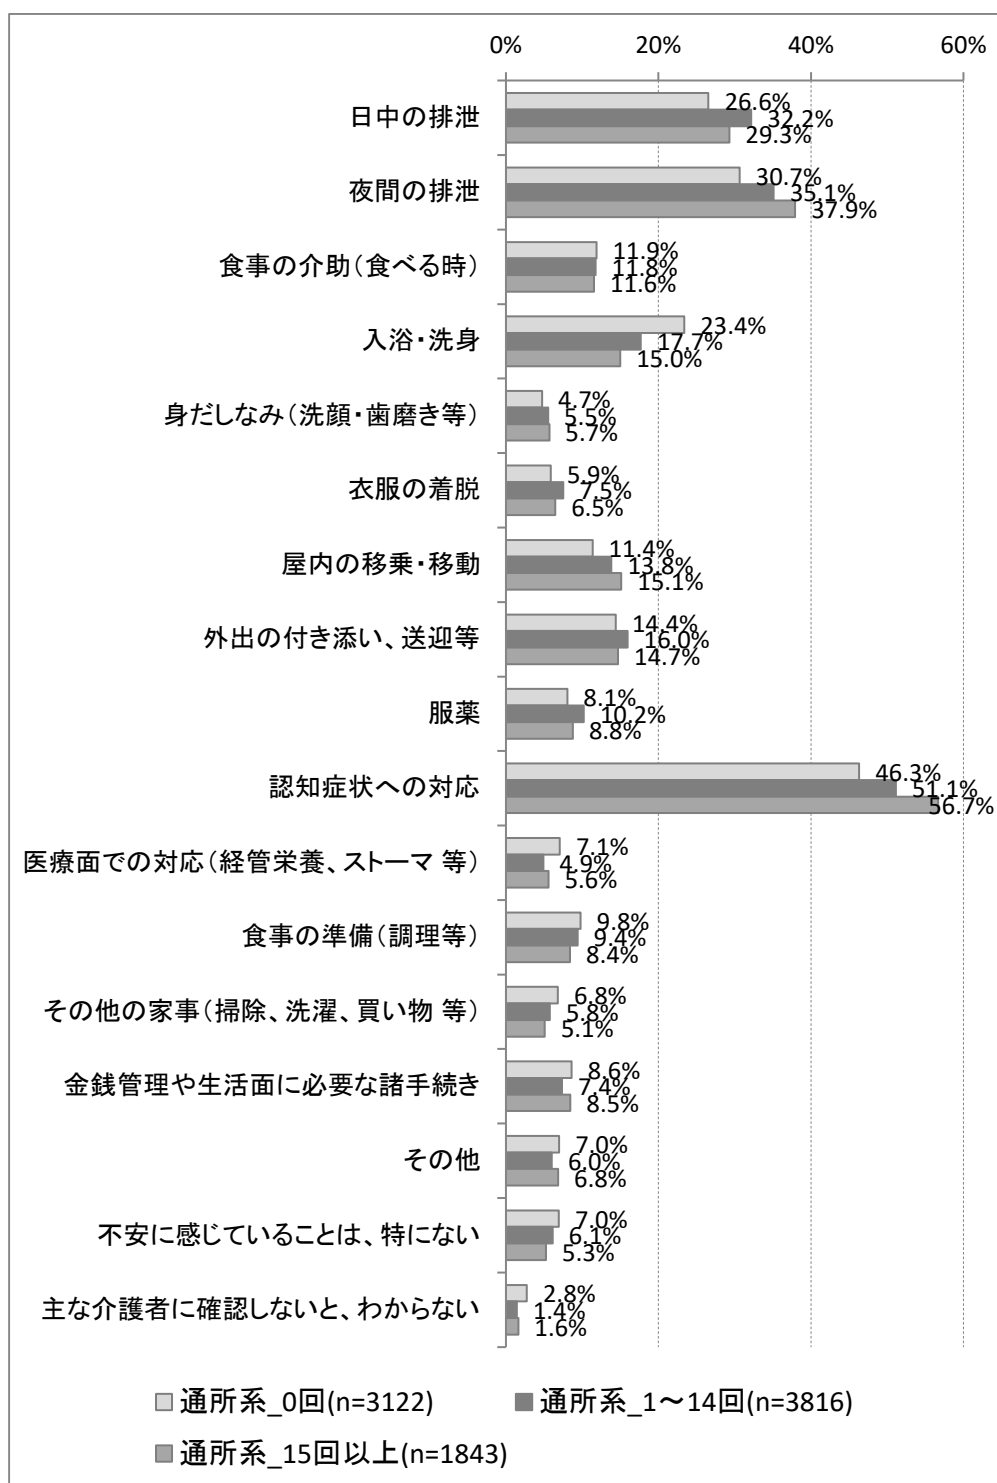 0% 20% 40% 60%
日中の排泄 26.6% 32.2% 29.3%
夜間の排泄 30.7% 35.1% 37.9%
食事の介助(食べる時) 11.9% 11.8% 11.6%
入浴・洗身 23.4% 17.7% 15.0%
身だしなみ(洗顔・歯磨き等) 4.7% 5.5% 5.7%
衣服の着脱 5.9% 7.5% 6.5%
屋内の移乗・移動 11.4% 13.8% 15.1%
外出の付き添い、送迎等 14.4% 16.0% 14.7%
服薬 8.1% 10.2% 8.8%
認知症状への対応 46.3% 51.1% 56.7%
医療面での対応(経管栄養、ストーマ 等) 7.1% 4.9% 5.6%
食事の準備(調理等) 9.8% 9.4% 8.4%
その他の家事(掃除、洗濯、買い物 等) 6.8% 5.8% 5.1%
金銭管理や生活面に必要な諸手続き 8.6% 7.4% 8.5%
その他 7.0% 6.0% 6.8%
不安に感じていることは、特にない 7.0% 6.1% 5.3%
主な介護者に確認しないと、わからない 2.8% 1.4% 1.6%
通所系_0回(n=3122) 通所系_1～14回(n=3816)
通所系_15回以上(n=1843)